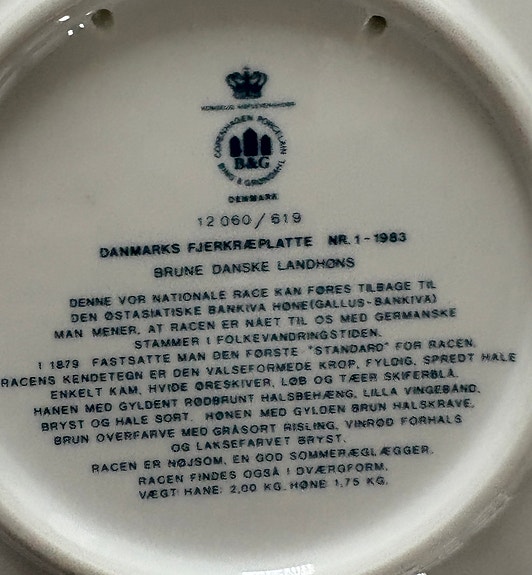 KONGELIG HOFLEVERANDØR
COPENHAGEN PORCELAIN
B&G
BING & GRØNDAHL
DENMARK
12 060/619
DANMARKS FJERKRÆPLATTE NR. 1-1983
BRUNE DANSKE LANDHØNS
DENNE VOR NATIONALE RACE KAN FØRES TILBAGE TIL
DEN ØSTASIATISKE BANKIVA HØNE(GALLUS-BANKIVA)
MAN MENER, AT RACEN ER NÅET TIL OS MED GERMANSKE
STAMMER I FOLKEVANDRINGSTIDEN.
I 1879 FASTSATTE MAN DEN FØRSTE "STANDARD" FOR RACEN.
RACENS KENDETEGN ER DEN VALSEFORMEDE KROP, FYLDIG, SPREDT HALE
ENKELT KAM, HVIDE ØRESKIVER, LØB OG TÆER SKIFERBLÅ.
HANEN MED GYLDENT RØDBRUNT HALSBEHÆNG, LILLA VINGEBÅND,
BRYST OG HALE SORT. HØNEN MED GYLDEN BRUN HALSKRAVE,
BRUN OVERFARVE MED GRÅSORT RISLING, VINRØD FORHALS
OG LAKSEFARVET BRYST.
RACEN ER NØJSOM, EN GOD SOMMERÆGLÆGGER.
RACEN FINDES OGSÅ I DVÆRGFORM.
VÆGT: HANE: 2,00 KG. HØNE 1,75 KG.